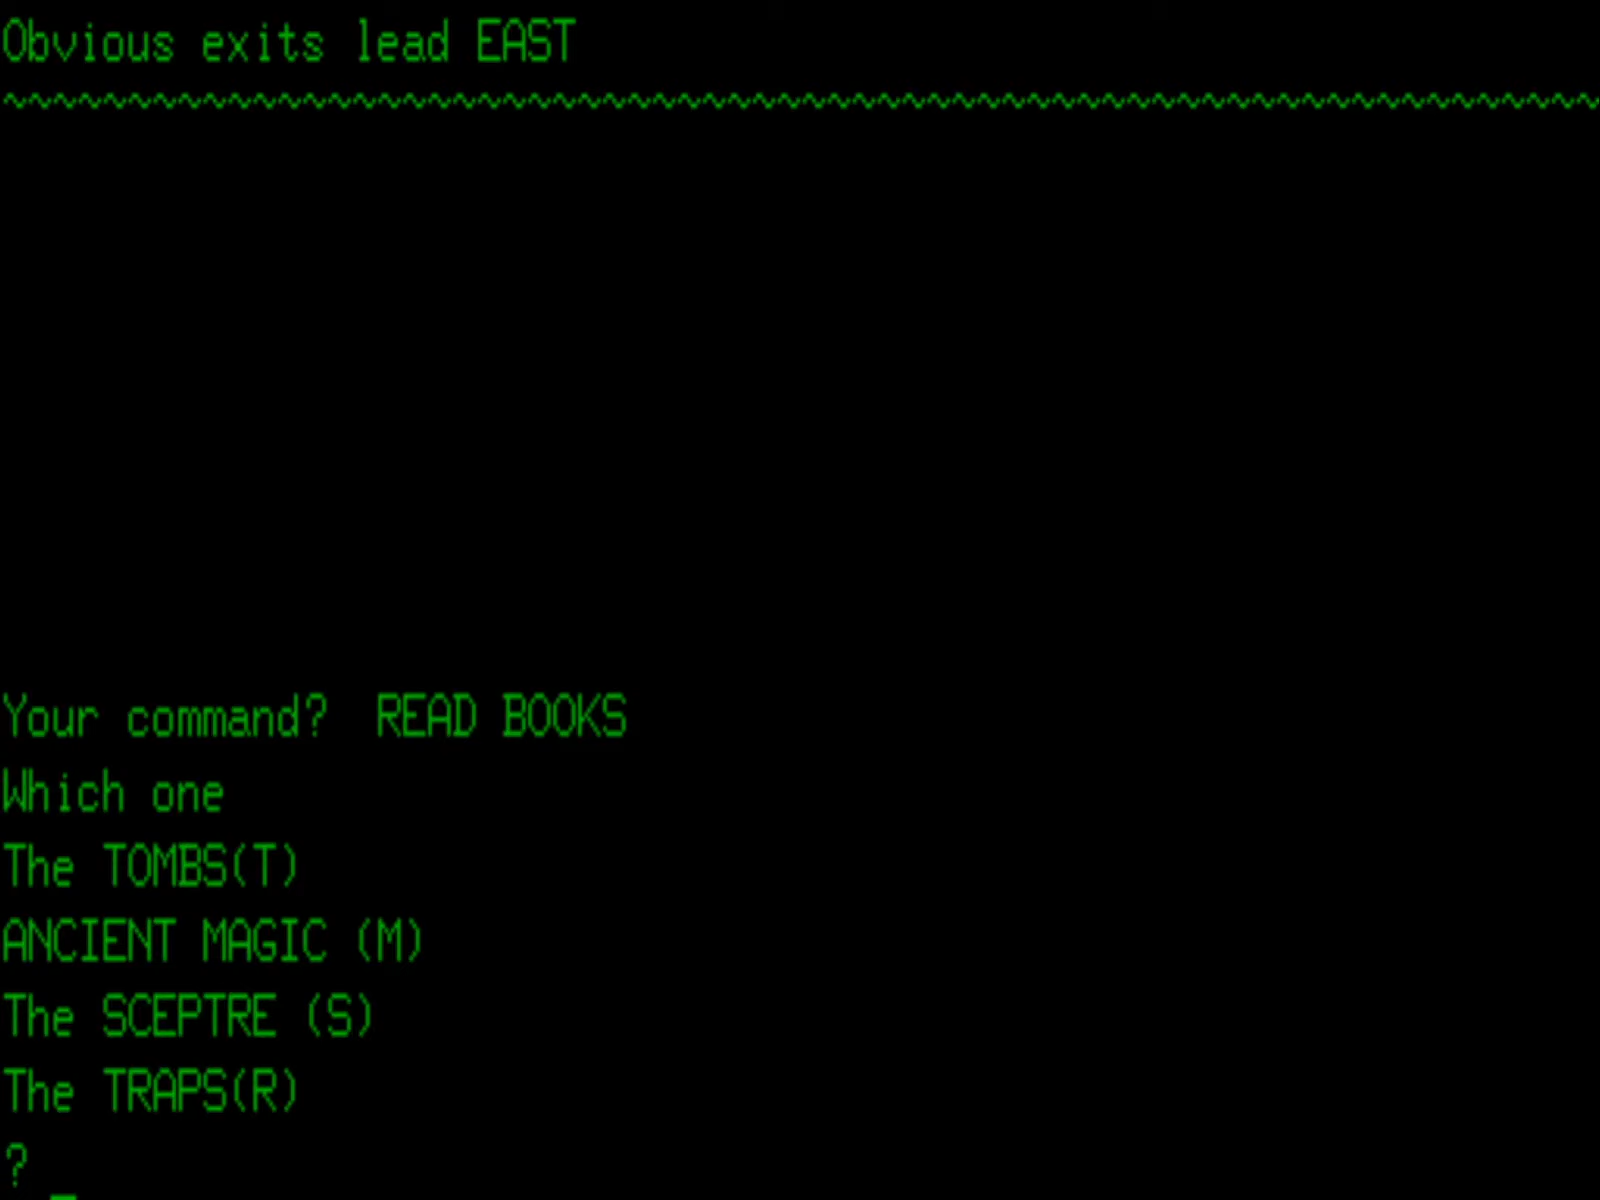 Obvious exits lead EAST
~~~~~~~~~~~~~~~~~~~~~~~~~~~~~~~~~~~~~~~~~~~~~~~~~~~~~~~~~~~~~~~~
Your command?  READ BOOKS
Which one
The TOMBS(T)
ANCIENT MAGIC (M)
The SCEPTRE (S)
The TRAPS(R)
?